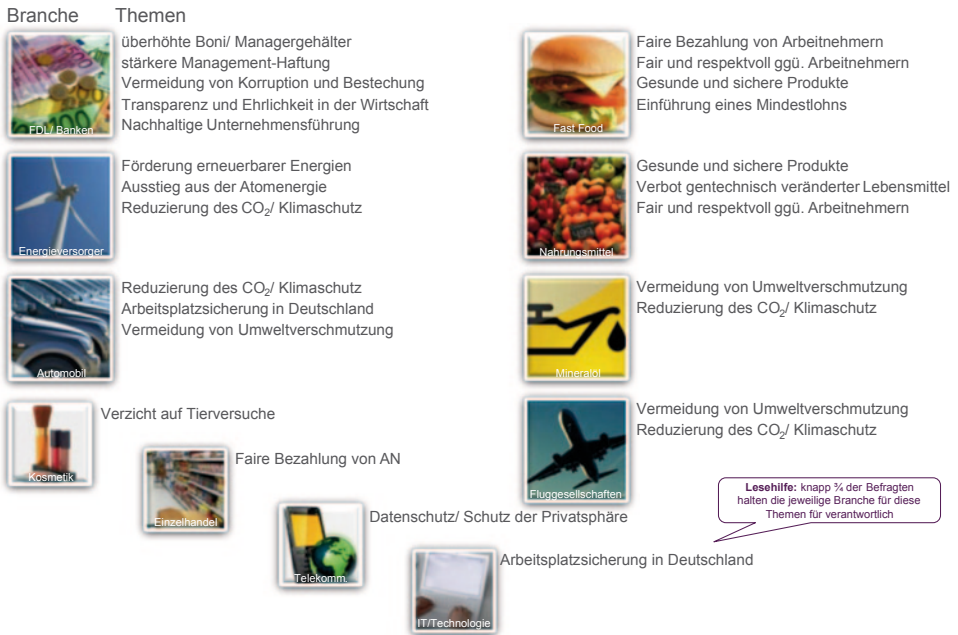 Branche Themen
überhöhte Boni/ Managergehälter
stärkere Management-Haftung
Vermeidung von Korruption und Bestechung
Transparenz und Ehrlichkeit in der Wirtschaft
Nachhaltige Unternehmensführung
FDL/ Banken
Faire Bezahlung von Arbeitnehmern
Fair und respektvoll ggü. Arbeitnehmern
Gesunde und sichere Produkte
Einführung eines Mindestlohns
Fast Food
Förderung erneuerbarer Energien
Ausstieg aus der Atomenergie
Reduzierung des CO₂/ Klimaschutz
Energieversorger
Gesunde und sichere Produkte
Verbot gentechnisch veränderter Lebensmittel
Fair und respektvoll ggü. Arbeitnehmern
Nahrungsmittel
Reduzierung des CO₂/ Klimaschutz
Arbeitsplatzsicherung in Deutschland
Vermeidung von Umweltverschmutzung
Automobil
Vermeidung von Umweltverschmutzung
Reduzierung des CO₂/ Klimaschutz
Mineralöl
Verzicht auf Tierversuche
Kosmetik
Vermeidung von Umweltverschmutzung
Reduzierung des CO₂/ Klimaschutz
Fluggesellschaften
Faire Bezahlung von AN
Einzelhandel
Lesehilfe: knapp ¾ der Befragten
halten die jeweilige Branche für diese
Themen für verantwortlich
Datenschutz/ Schutz der Privatsphäre
Telekomm.
Arbeitsplatzsicherung in Deutschland
IT/Technologie